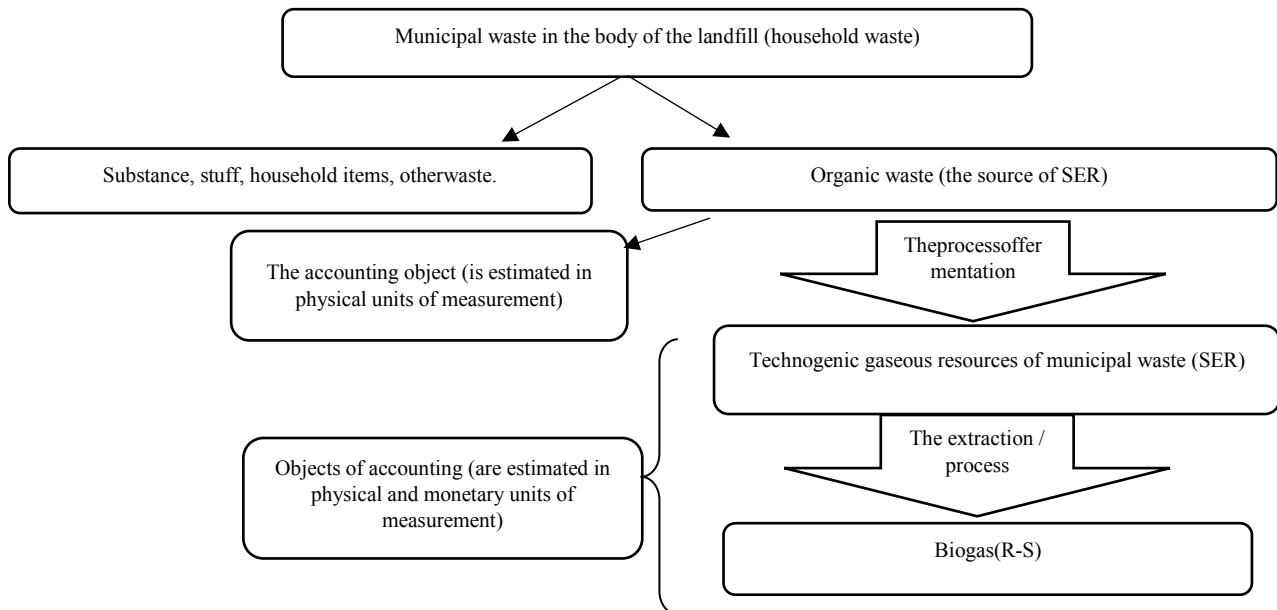 Municipal waste in the body of the landfill (household waste)
Substance, stuff, household items, otherwaste.
Organic waste (the source of SER)
The accounting object (is estimated in
physical units of measurement)
Theprocessoffer
mentation
Technogenic gaseous resources of municipal waste (SER)
Objects of accounting (are estimated in
physical and monetary units of
measurement)
The extraction /
process
Biogas(R-S)